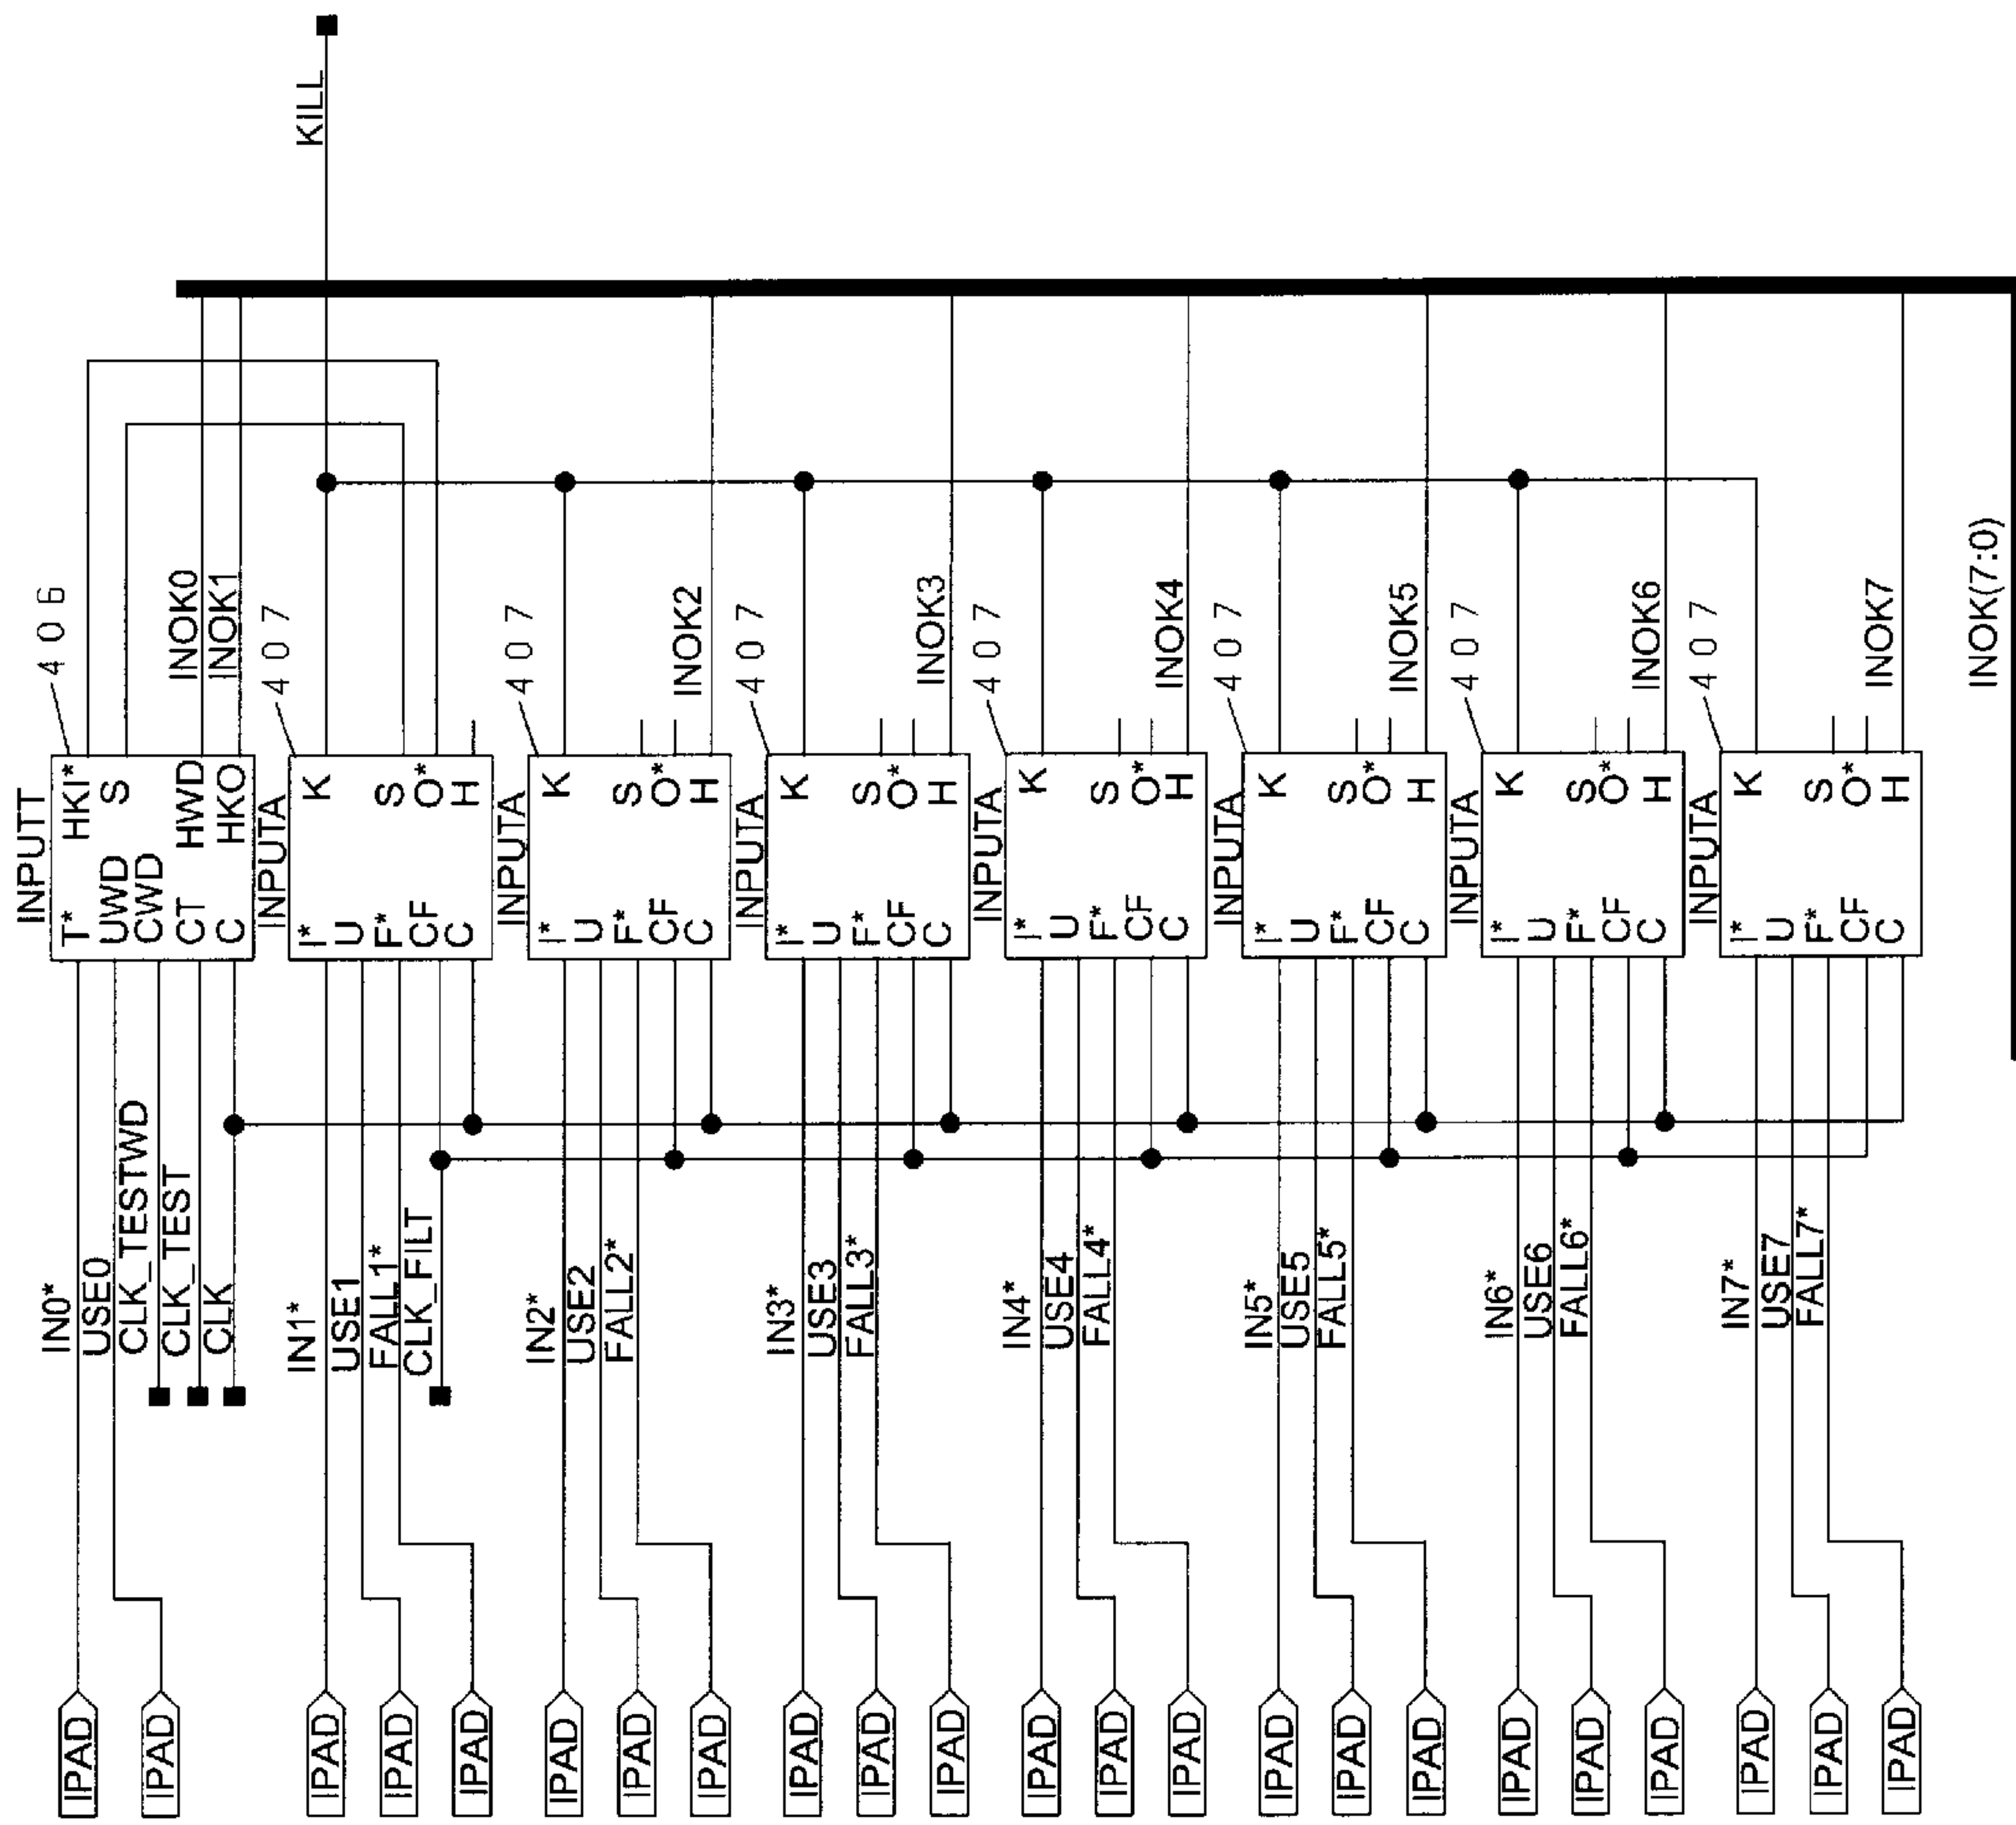 KILL
INPUTT
406
T*
UWD
CWD
CT
C
HKI*
S
HWD
HKO
IN0*
USE0
CLK_TESTWD
CLK_TEST
CLK
INOK0
INOK1
IPAD
IPAD
INPUTA
407
I*
U
F*
CF
C
K
S
O*
H
IN1*
USE1
FALL1*
CLK_FILT
IPAD
IPAD
IPAD
INPUTA
407
I*
U
F*
CF
C
K
S
O*
H
IN2*
USE2
FALL2*
INOK2
IPAD
IPAD
IPAD
INPUTA
407
I*
U
F*
CF
C
K
S
O*
H
IN3*
USE3
FALL3*
INOK3
IPAD
IPAD
IPAD
INPUTA
407
I*
U
F*
CF
C
K
S
O*
H
IN4*
USE4
FALL4*
INOK4
IPAD
IPAD
IPAD
INPUTA
407
I*
U
F*
CF
C
K
S
O*
H
IN5*
USE5
FALL5*
INOK5
IPAD
IPAD
IPAD
INPUTA
407
I*
U
F*
CF
C
K
S
O*
H
IN6*
USE6
FALL6*
INOK6
IPAD
IPAD
IPAD
INPUTA
407
I*
U
F*
CF
C
K
S
O*
H
IN7*
USE7
FALL7*
INOK7
IPAD
IPAD
IPAD
INOK(7:0)